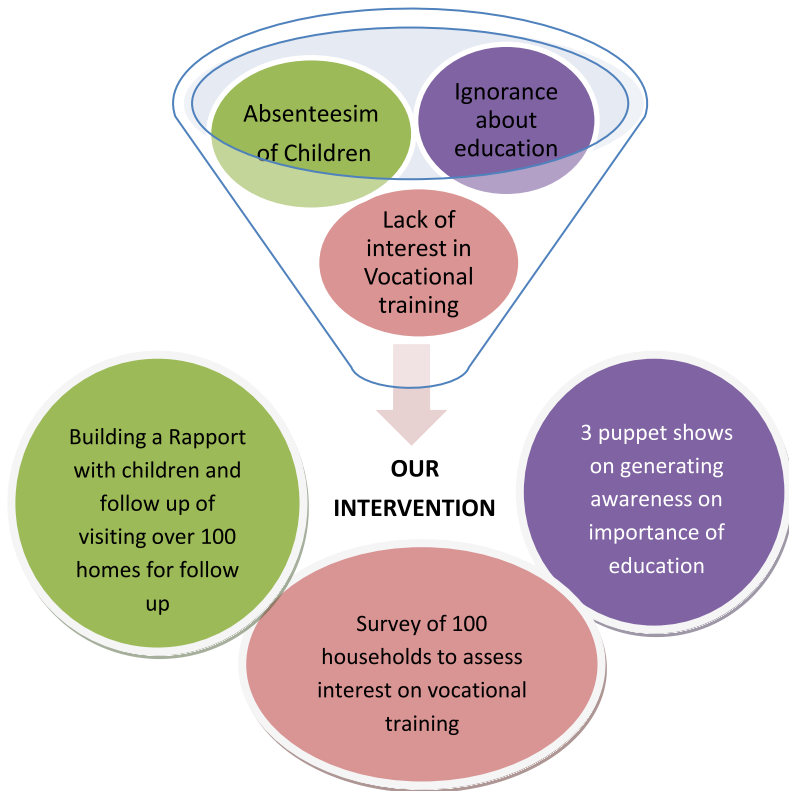 Absenteesim
of Children
Ignorance
about
education
Lack of
interest in
Vocational
training
OUR
INTERVENTION
Building a Rapport
with children and
follow up of
visiting over 100
homes for follow
up
3 puppet shows
on generating
awareness on
importance of
education
Survey of 100
households to assess
interest on vocational
training